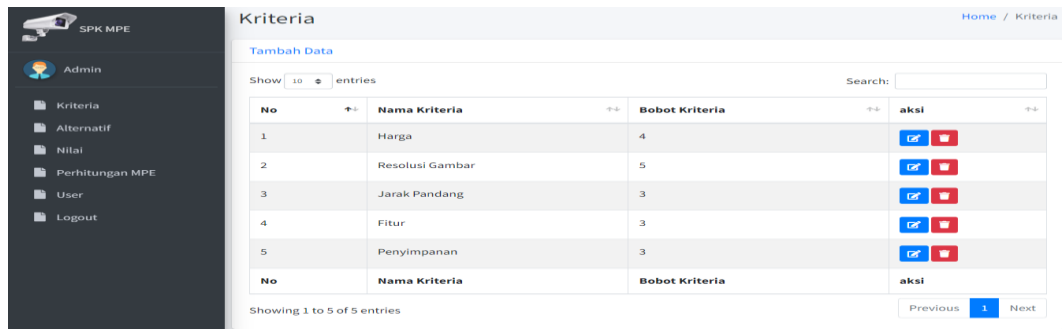 SPK MPE
Admin
Kriteria
Alternatif
Nilai
Perhitungan MPE
User
Logout
Kriteria
Home / Kriteria
Tambah Data
Show 10 entries
Search:
No Nama Kriteria Bobot Kriteria aksi
1 Harga 4
2 Resolusi Gambar 5
3 Jarak Pandang 3
4 Fitur 3
5 Penyimpanan 3
No Nama Kriteria Bobot Kriteria aksi
Showing 1 to 5 of 5 entries
Previous 1 Next